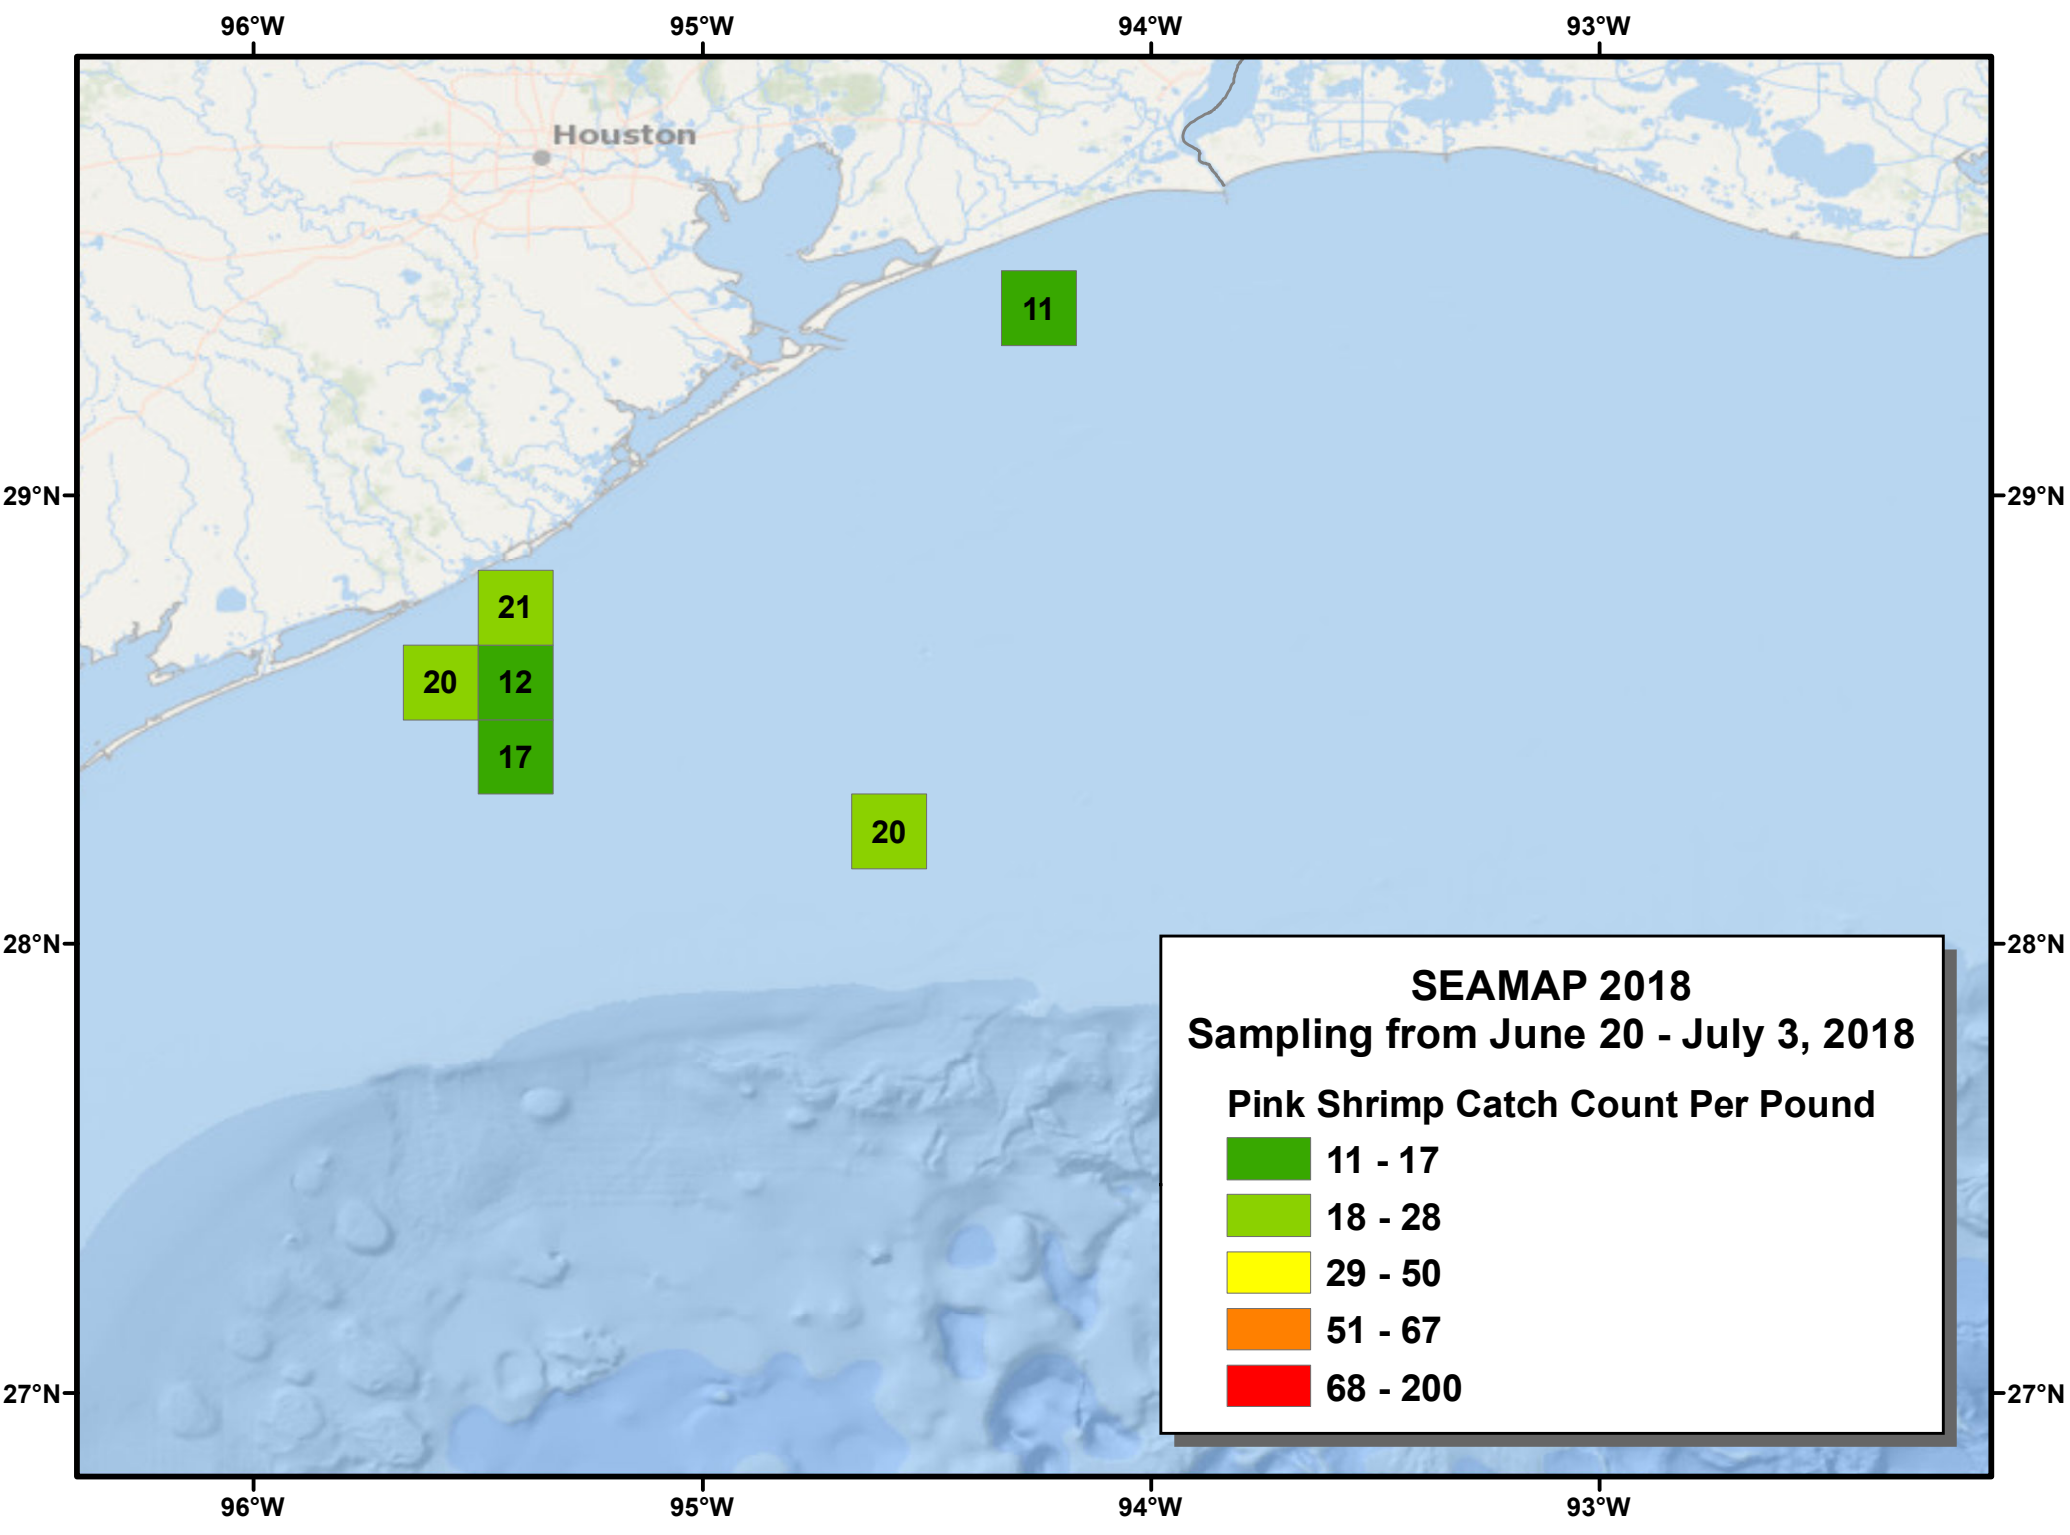 96°W 95°W 94°W 93°W
Houston
11
29°N 29°N
21
20 12
17
20
28°N 28°N
SEAMAP 2018
Sampling from June 20 - July 3, 2018
Pink Shrimp Catch Count Per Pound
11 - 17
18 - 28
29 - 50
51 - 67
68 - 200
27°N 27°N
96°W 95°W 94°W 93°W